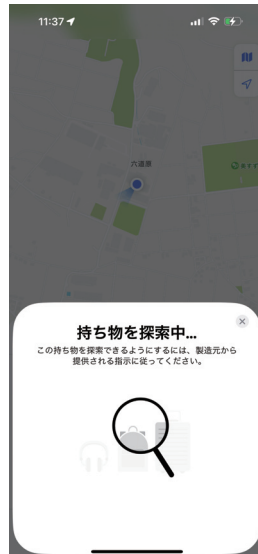 11:37
六道原
持ち物を探索中...
この持ち物を探索できるようにするには、製造元から
提供される指示に従ってください。